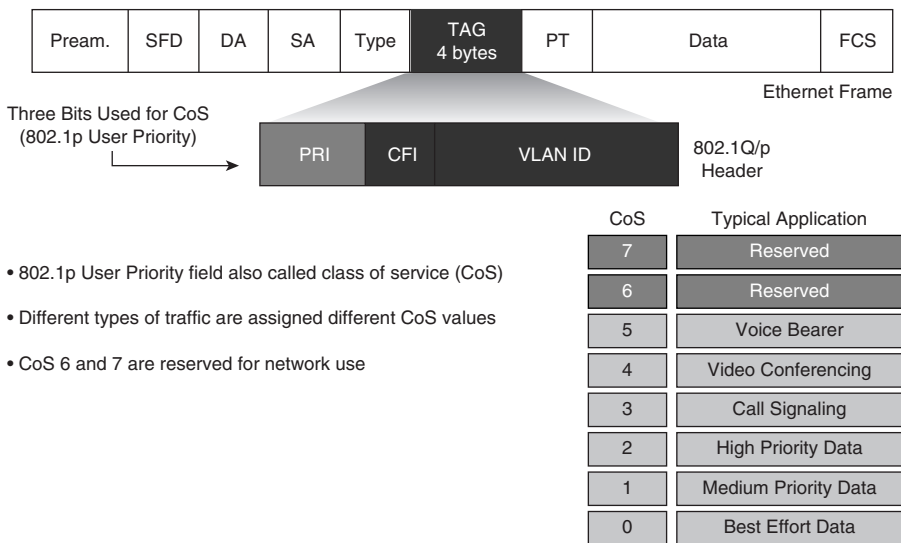 Pream. SFD DA SA Type TAG 4 bytes PT Data FCS
Ethernet Frame
Three Bits Used for CoS
(802.1p User Priority)
PRI CFI VLAN ID
802.1Q/p
Header
• 802.1p User Priority field also called class of service (CoS)
• Different types of traffic are assigned different CoS values
• CoS 6 and 7 are reserved for network use
CoS Typical Application
7 Reserved
6 Reserved
5 Voice Bearer
4 Video Conferencing
3 Call Signaling
2 High Priority Data
1 Medium Priority Data
0 Best Effort Data